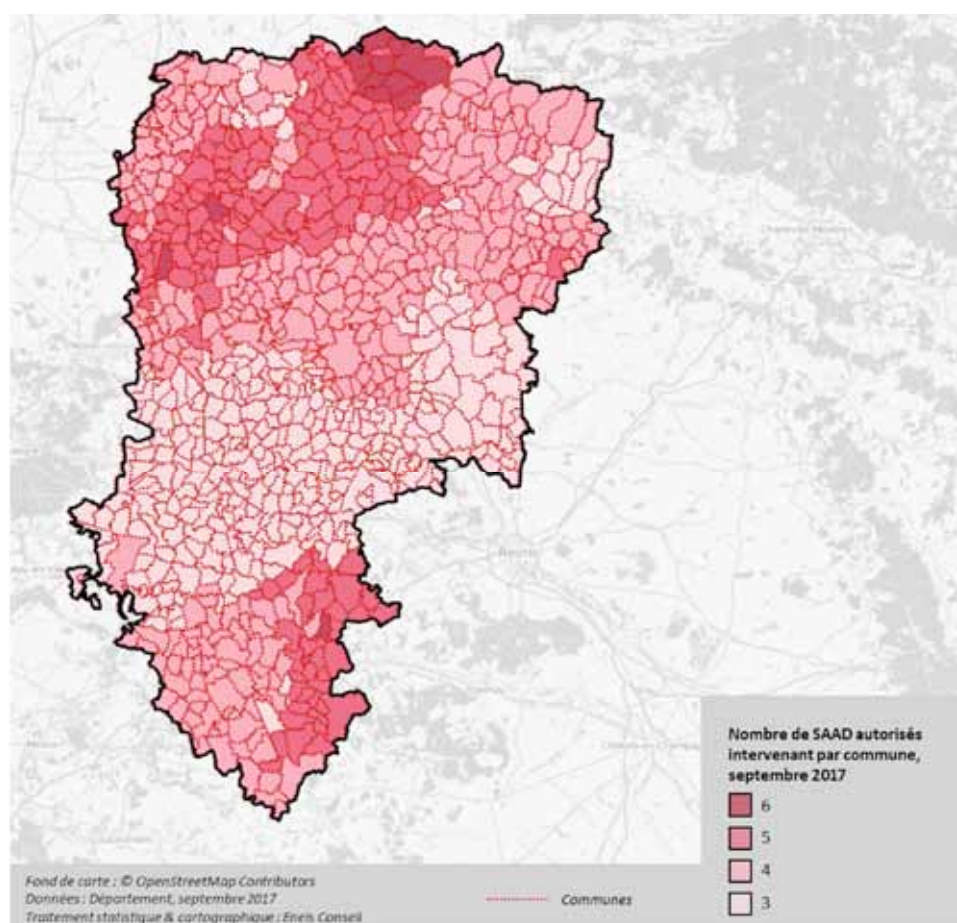 Reims
Nombre de SAAD autorisés
intervenant par commune,
septembre 2017
6
5
4
3
Fond de carte : © OpenStreetMap Contributors
Données : Département, septembre 2017
Communes
Traitement statistique & cartographique : Eneis Conseil